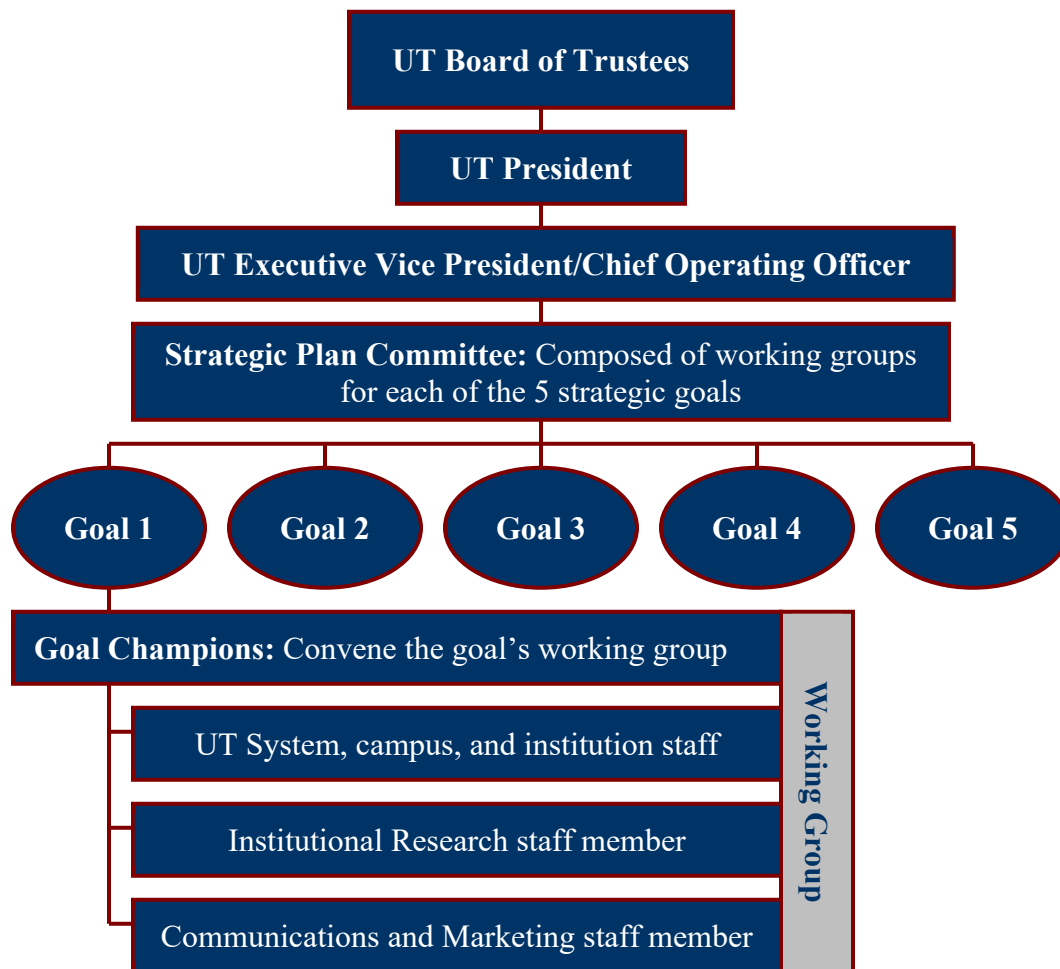 UT Board of Trustees
UT President
UT Executive Vice President/Chief Operating Officer
Strategic Plan Committee: Composed of working groups
for each of the 5 strategic goals
Goal 1
Goal 2
Goal 3
Goal 4
Goal 5
Goal Champions: Convene the goal’s working group
UT System, campus, and institution staff
Institutional Research staff member
Communications and Marketing staff member
Working Group